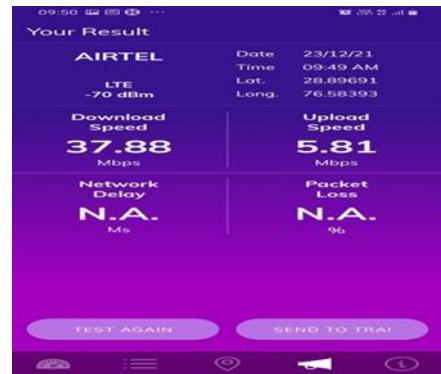 09:50
Your Result
AIRTEL
LTE
-70 dBm
Date 23/12/21
Time 09:49 AM
Lat. 28.89691
Long. 76.58393
Download
Speed
37.88
Mbps
Upload
Speed
5.81
Mbps
Network
Delay
N.A.
Ms
Packet
Loss
N.A.
%
TEST AGAIN
SEND TO TRAI